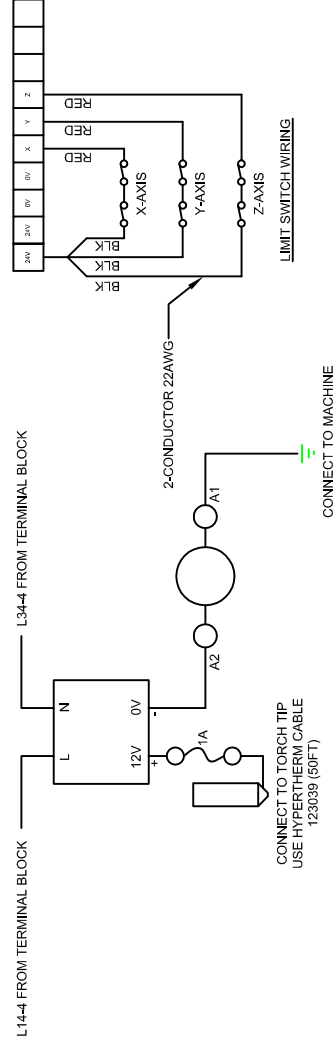 L14-4 FROM TERMINAL BLOCK
L34-4 FROM TERMINAL BLOCK
L
N
12V
0V
+
-
1A
A2
A1
CONNECT TO TORCH TIP
USE HYPERTHERM CABLE
123039 (50FT)
CONNECT TO MACHINE
24V
24V
0V
0V
X
Y
Z
BLK
BLK
BLK
RED
RED
RED
X-AXIS
Y-AXIS
Z-AXIS
2-CONDUCTOR 22AWG
LIMIT SWITCH WIRING